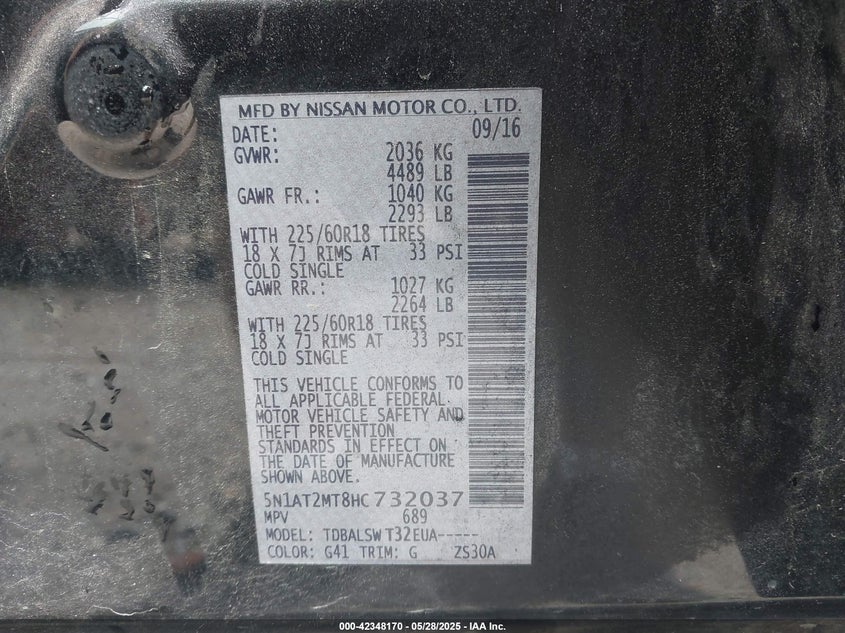 MFD BY NISSAN MOTOR CO., LTD.
DATE: 09/16
GVWR: 2036 KG
4489 LB
GAWR FR.: 1040 KG
2293 LB
WITH 225/60R18 TIRES
18 X 7J RIMS AT 33 PSI
COLD SINGLE
GAWR RR.: 1027 KG
2264 LB
WITH 225/60R18 TIRES
18 X 7J RIMS AT 33 PSI
COLD SINGLE
THIS VEHICLE CONFORMS TO
ALL APPLICABLE FEDERAL
MOTOR VEHICLE SAFETY AND
THEFT PREVENTION
STANDARDS IN EFFECT ON
THE DATE OF MANUFACTURE
SHOWN ABOVE.
5N1AT2MT8HC732037
MPV 689
MODEL: TDBALSW T32EUA-----
COLOR: G41 TRIM: G ZS30A
000-42348170 — 05/28/2025 - IAA Inc.